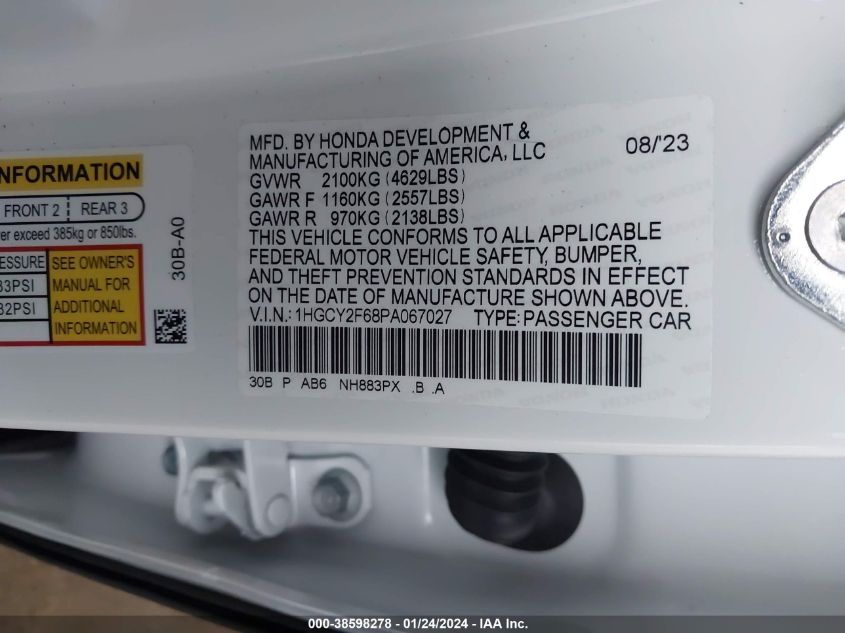 MFD. BY HONDA DEVELOPMENT &
MANUFACTURING OF AMERICA, LLC 08/'23
GVWR 2100KG (4629LBS)
GAWR F 1160KG (2557LBS)
GAWR R 970KG (2138LBS)
THIS VEHICLE CONFORMS TO ALL APPLICABLE
FEDERAL MOTOR VEHICLE SAFETY, BUMPER,
AND THEFT PREVENTION STANDARDS IN EFFECT
ON THE DATE OF MANUFACTURE SHOWN ABOVE.
V.I.N.: 1HGCY2F68PA067027 TYPE: PASSENGER CAR
30B P AB6 NH883PX .B .A
INFORMATION
FRONT 2 REAR 3
exceed 385kg or 850lbs.
SEE OWNER'S
MANUAL FOR
ADDITIONAL
INFORMATION
33PSI
32PSI
30B-A0
000-38598278 - 01/24/2024 - IAA Inc.